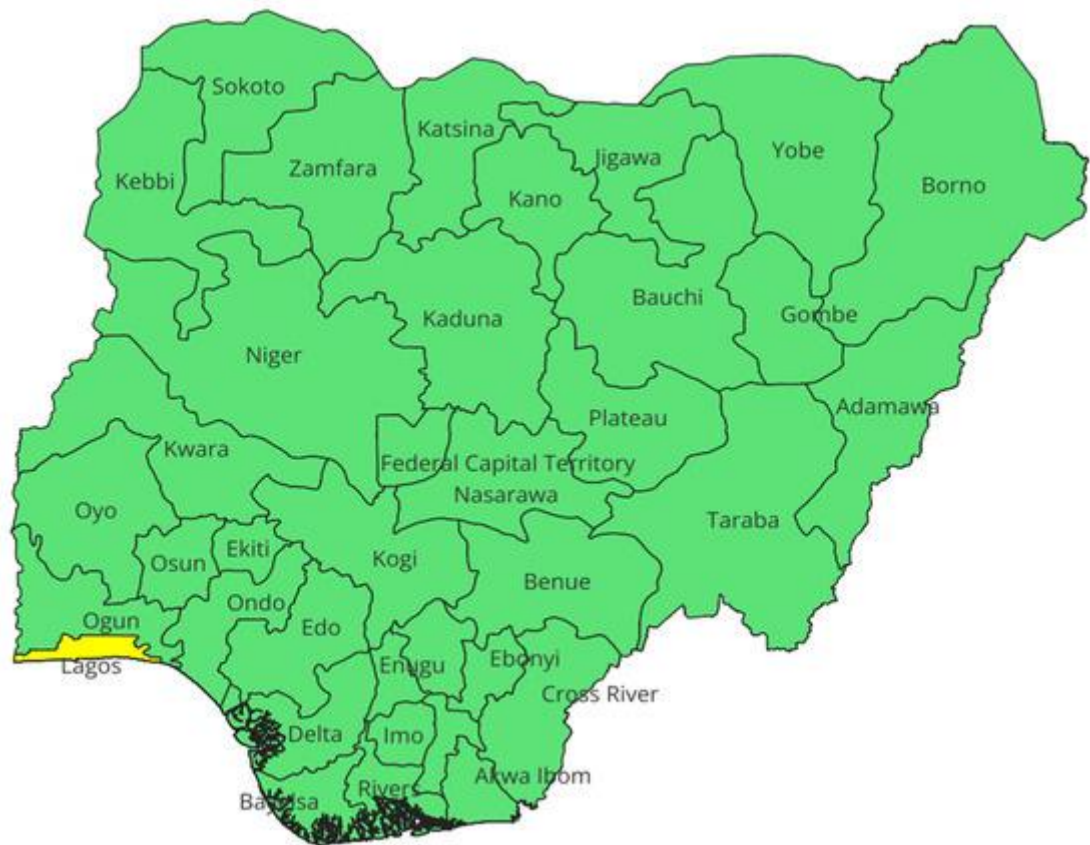 Sokoto
Katsina
Yobe
Jigawa
Zamfara
Kebbi
Borno
Kano
Bauchi
Gombe
Kaduna
Niger
Adamawa
Plateau
Kwara
Federal Capital Territory
Nasarawa
Oyo
Taraba
Ekiti
Osun
Kogi
Benue
Ondo
Ogun
Edo
Lagos
Enugu
Ebonyi
Cross River
Delta
Imo
Akwa Ibom
Rivers
Bayelsa